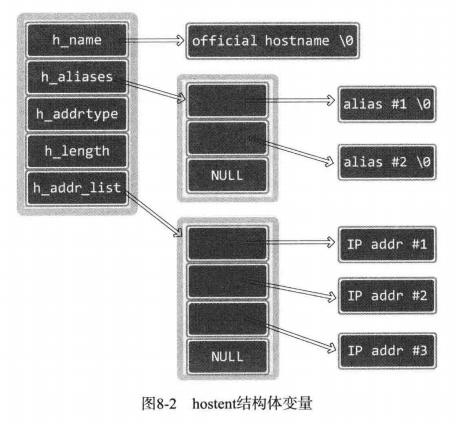 h_name
official hostname \0
h_aliases
h_addrtype
h_length
h_addr_list
alias #1 \0
alias #2 \0
NULL
IP addr #1
IP addr #2
IP addr #3
NULL
图8-2 hostent结构体变量